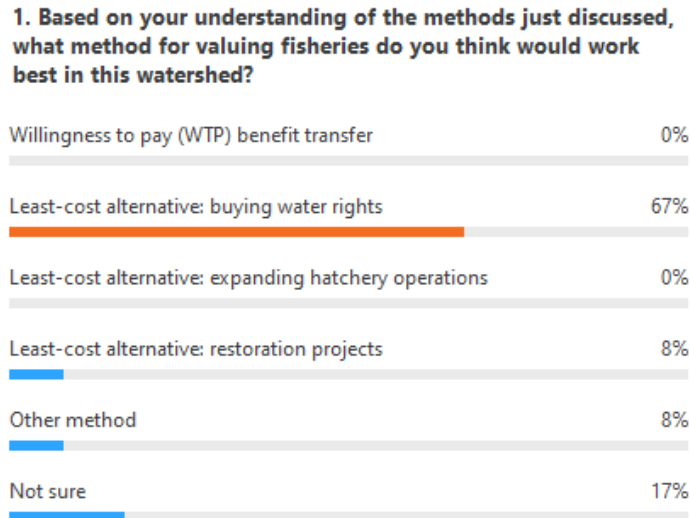 1. Based on your understanding of the methods just discussed,
what method for valuing fisheries do you think would work
best in this watershed?
Willingness to pay (WTP) benefit transfer 0%
Least-cost alternative: buying water rights 67%
Least-cost alternative: expanding hatchery operations 0%
Least-cost alternative: restoration projects 8%
Other method 8%
Not sure 17%